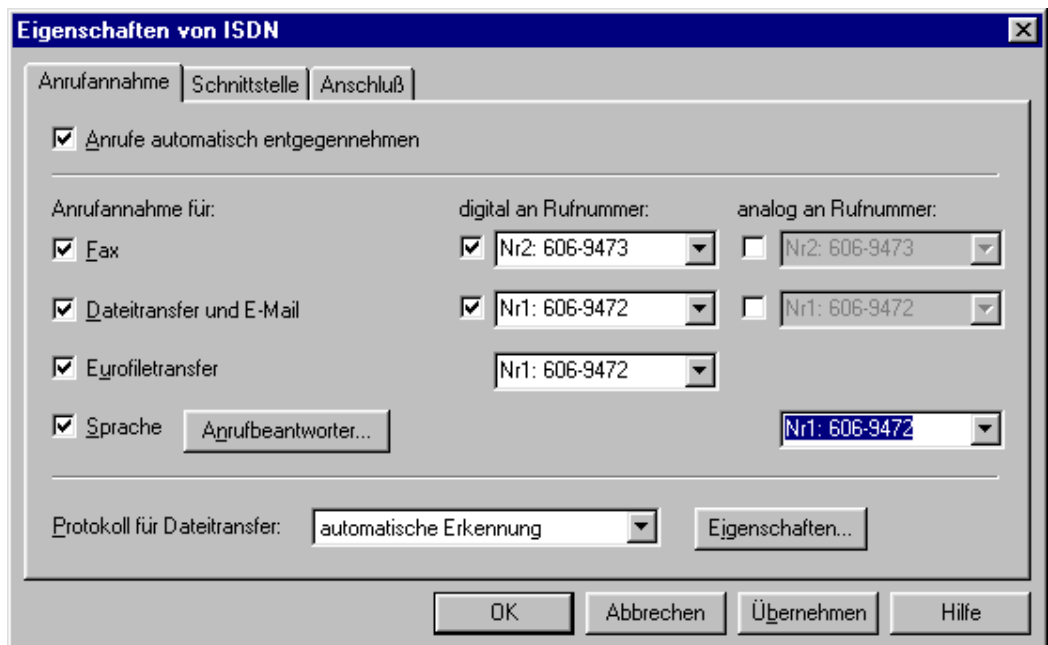 Eigenschaften von ISDN
Anrufannahme Schnittstelle Anschluß
Anrufe automatisch entgegennehmen
Anrufannahme für: digital an Rufnummer: analog an Rufnummer:
Fax Nr2: 606-9473 Nr2: 606-9473
Dateitransfer und E-Mail Nr1: 606-9472 Nr1: 606-9472
Eurofiletransfer Nr1: 606-9472
Sprache Anrufbeantworter... Nr1: 606-9472
Protokoll für Dateitransfer: automatische Erkennung Eigenschaften...
OK Abbrechen Übernehmen Hilfe